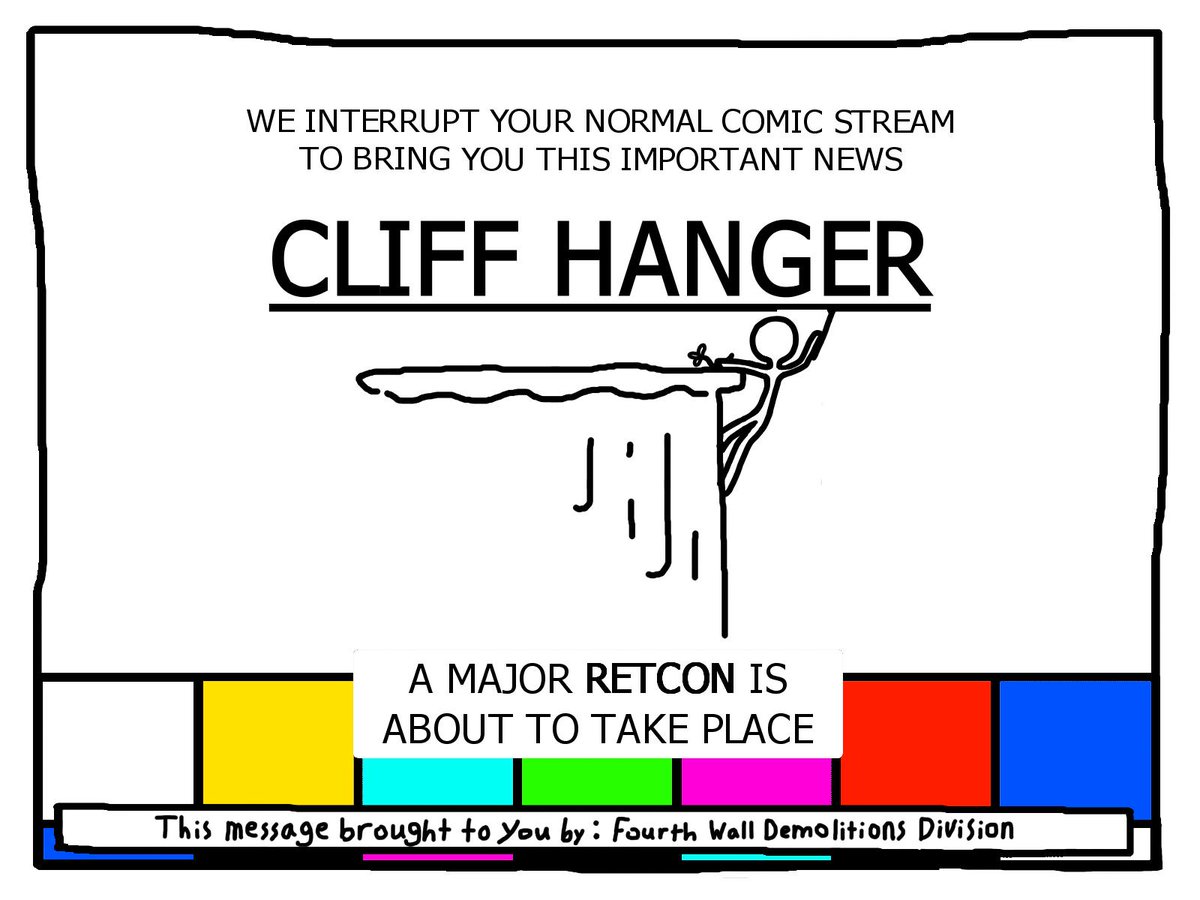 WE INTERRUPT YOUR NORMAL COMIC STREAM
TO BRING YOU THIS IMPORTANT NEWS
CLIFF HANGER
A MAJOR RETCON IS
ABOUT TO TAKE PLACE
This message brought to you by: Fourth Wall Demolitions Division